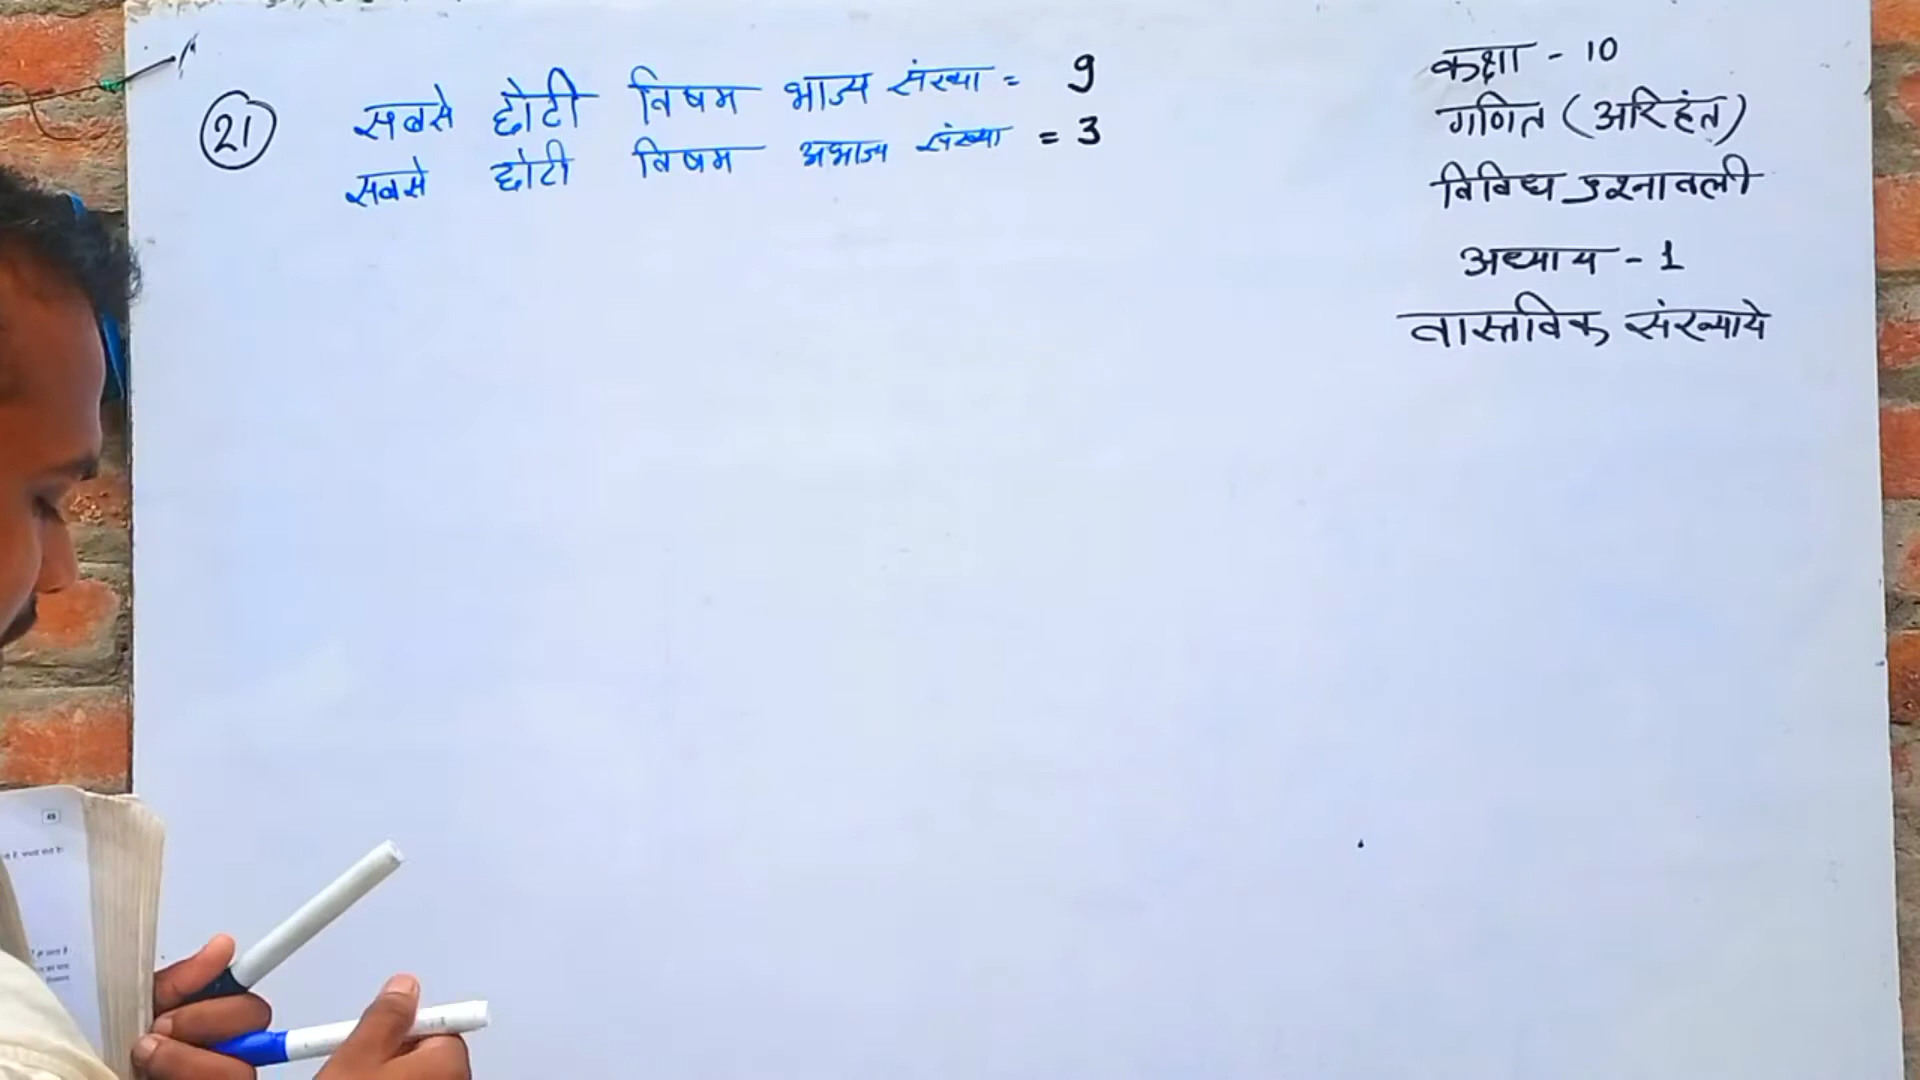 21 सबसे छोटी विषम भाज्य संख्या = 9
सबसे छोटी विषम अभाज्य संख्या = 3
कक्षा - 10
गणित (अरिहंत)
विविध प्रश्नावली
अध्याय - 1
वास्तविक संख्याये